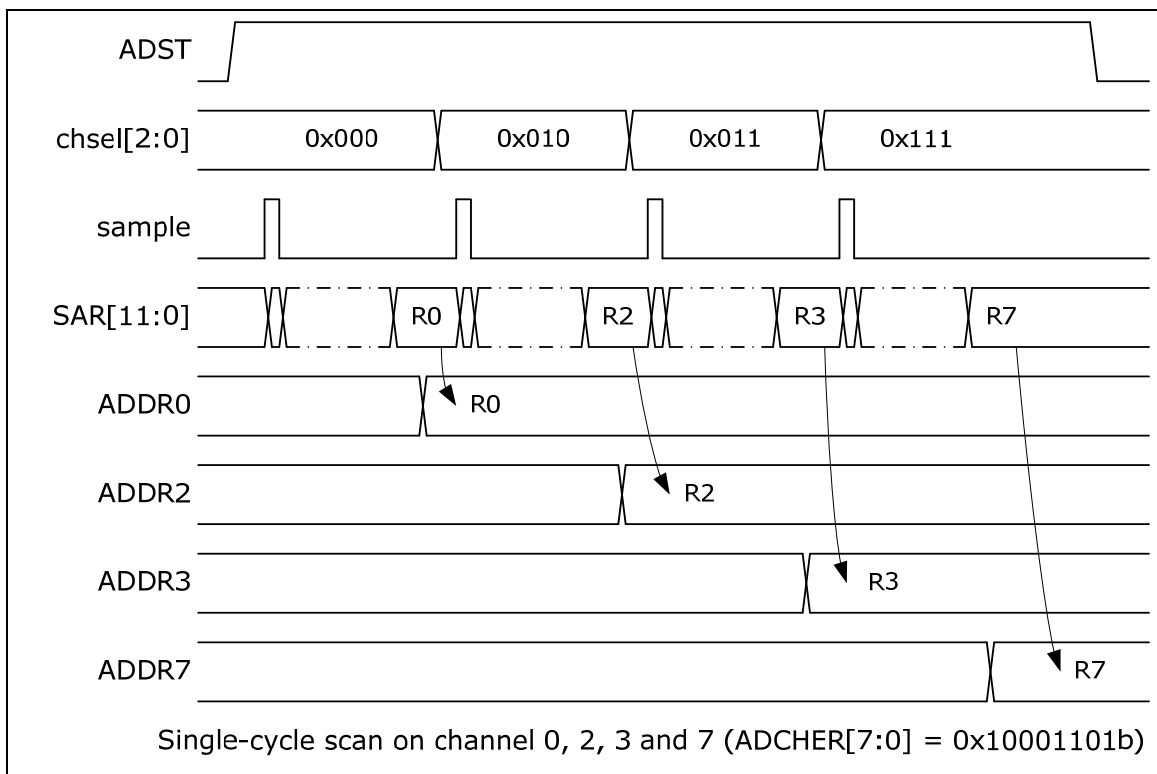 ADST
chsel[2:0] 0x000 0x010 0x011 0x111
sample
SAR[11:0] R0 R2 R3 R7
ADDR0 R0
ADDR2 R2
ADDR3 R3
ADDR7 R7
Single-cycle scan on channel 0, 2, 3 and 7 (ADCHER[7:0] = 0x10001101b)